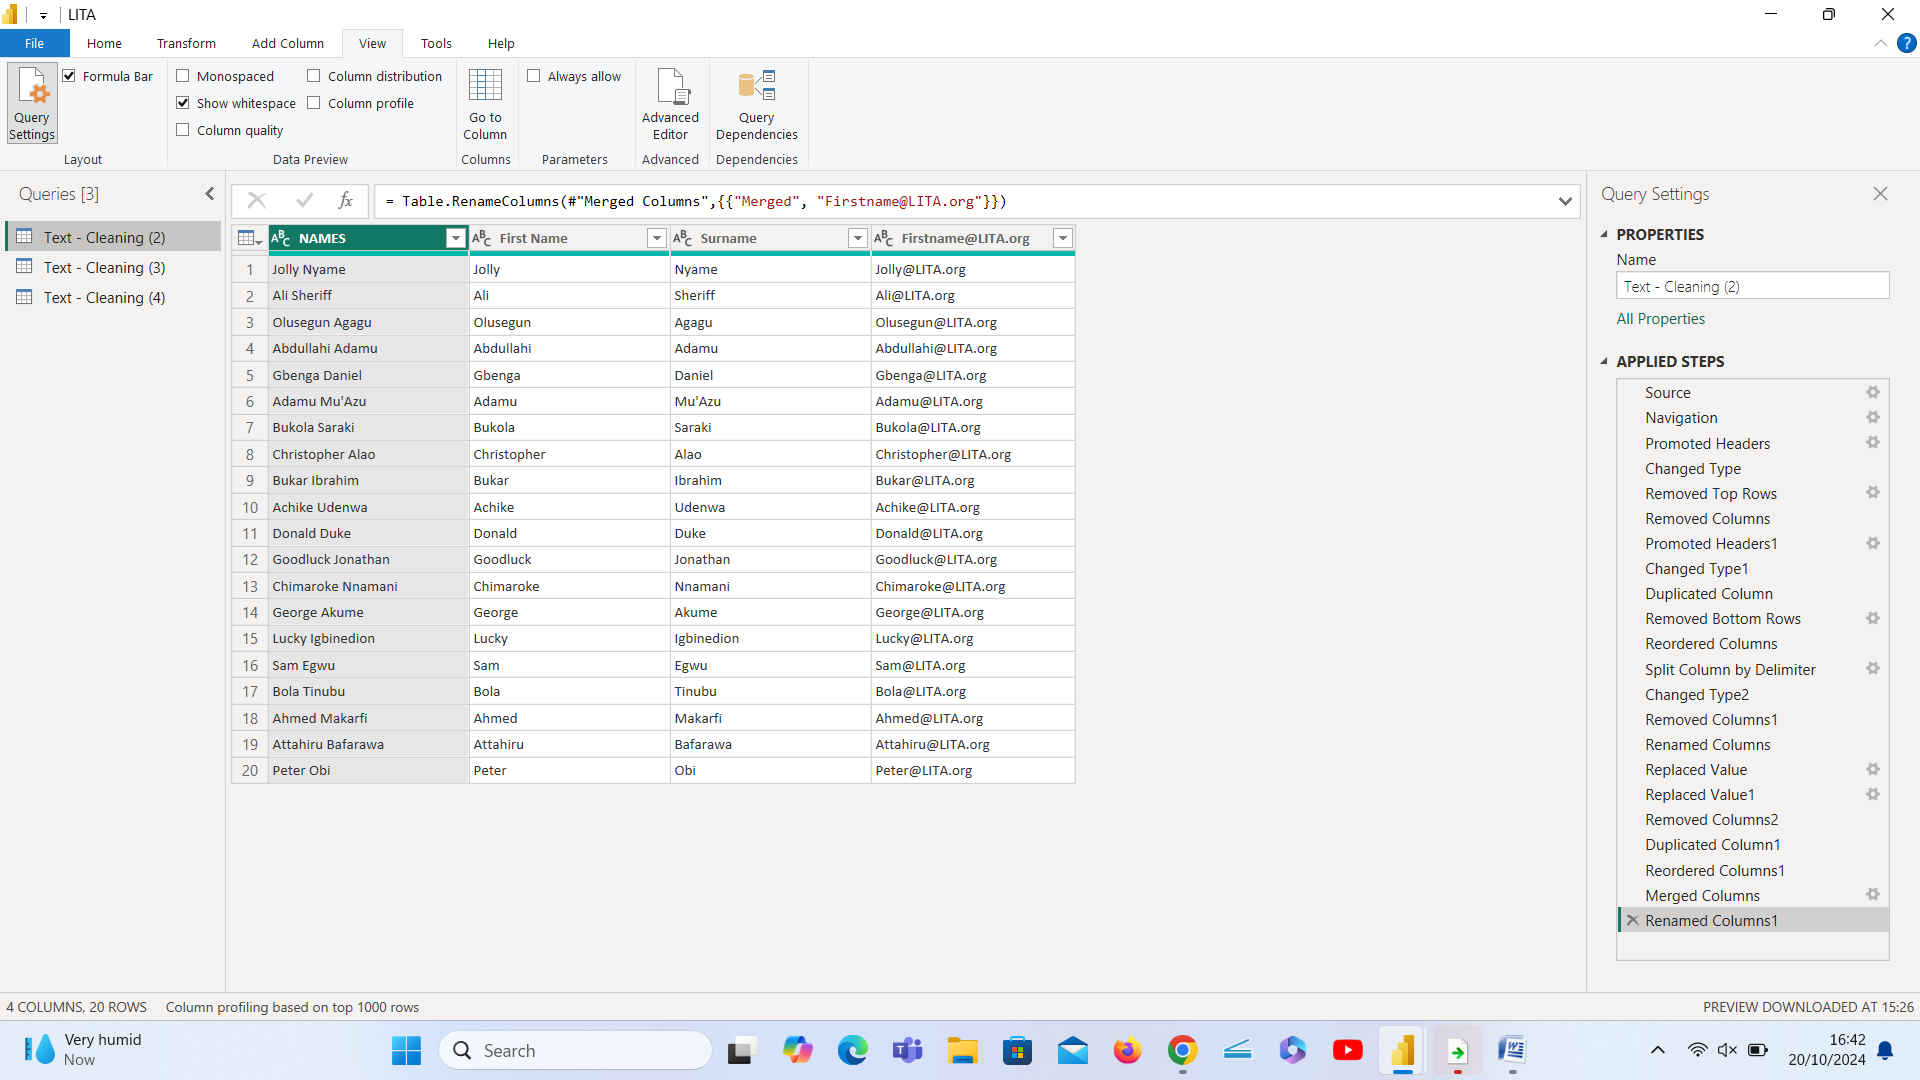 LITA
File Home Transform Add Column View Tools Help
Query Settings
Formula Bar
Layout
Monospaced
Show whitespace
Column quality
Column distribution
Column profile
Data Preview
Go to Column
Columns
Always allow
Parameters
Advanced Editor
Advanced
Query Dependencies
Dependencies
Queries [3]
Text - Cleaning (2)
Text - Cleaning (3)
Text - Cleaning (4)
fx = Table.RenameColumns(#"Merged Columns",{{"Merged", "Firstname@LITA.org"}})
ABC NAMES ABC First Name ABC Surname ABC Firstname@LITA.org
1 Jolly Nyame Jolly Nyame Jolly@LITA.org
2 Ali Sheriff Ali Sheriff Ali@LITA.org
3 Olusegun Agagu Olusegun Agagu Olusegun@LITA.org
4 Abdullahi Adamu Abdullahi Adamu Abdullahi@LITA.org
5 Gbenga Daniel Gbenga Daniel Gbenga@LITA.org
6 Adamu Mu'Azu Adamu Mu'Azu Adamu@LITA.org
7 Bukola Saraki Bukola Saraki Bukola@LITA.org
8 Christopher Alao Christopher Alao Christopher@LITA.org
9 Bukar Ibrahim Bukar Ibrahim Bukar@LITA.org
10 Achike Udenwa Achike Udenwa Achike@LITA.org
11 Donald Duke Donald Duke Donald@LITA.org
12 Goodluck Jonathan Goodluck Jonathan Goodluck@LITA.org
13 Chimaroke Nnamani Chimaroke Nnamani Chimaroke@LITA.org
14 George Akume George Akume George@LITA.org
15 Lucky Igbinedion Lucky Igbinedion Lucky@LITA.org
16 Sam Egwu Sam Egwu Sam@LITA.org
17 Bola Tinubu Bola Tinubu Bola@LITA.org
18 Ahmed Makarfi Ahmed Makarfi Ahmed@LITA.org
19 Attahiru Bafarawa Attahiru Bafarawa Attahiru@LITA.org
20 Peter Obi Peter Obi Peter@LITA.org
Query Settings
PROPERTIES
Name
Text - Cleaning (2)
All Properties
APPLIED STEPS
Source
Navigation
Promoted Headers
Changed Type
Removed Top Rows
Removed Columns
Promoted Headers1
Changed Type1
Duplicated Column
Removed Bottom Rows
Reordered Columns
Split Column by Delimiter
Changed Type2
Removed Columns1
Renamed Columns
Replaced Value
Replaced Value1
Removed Columns2
Duplicated Column1
Reordered Columns1
Merged Columns
Renamed Columns1
4 COLUMNS, 20 ROWS Column profiling based on top 1000 rows PREVIEW DOWNLOADED AT 15:26
Very humid
Now
Search
16:42
20/10/2024